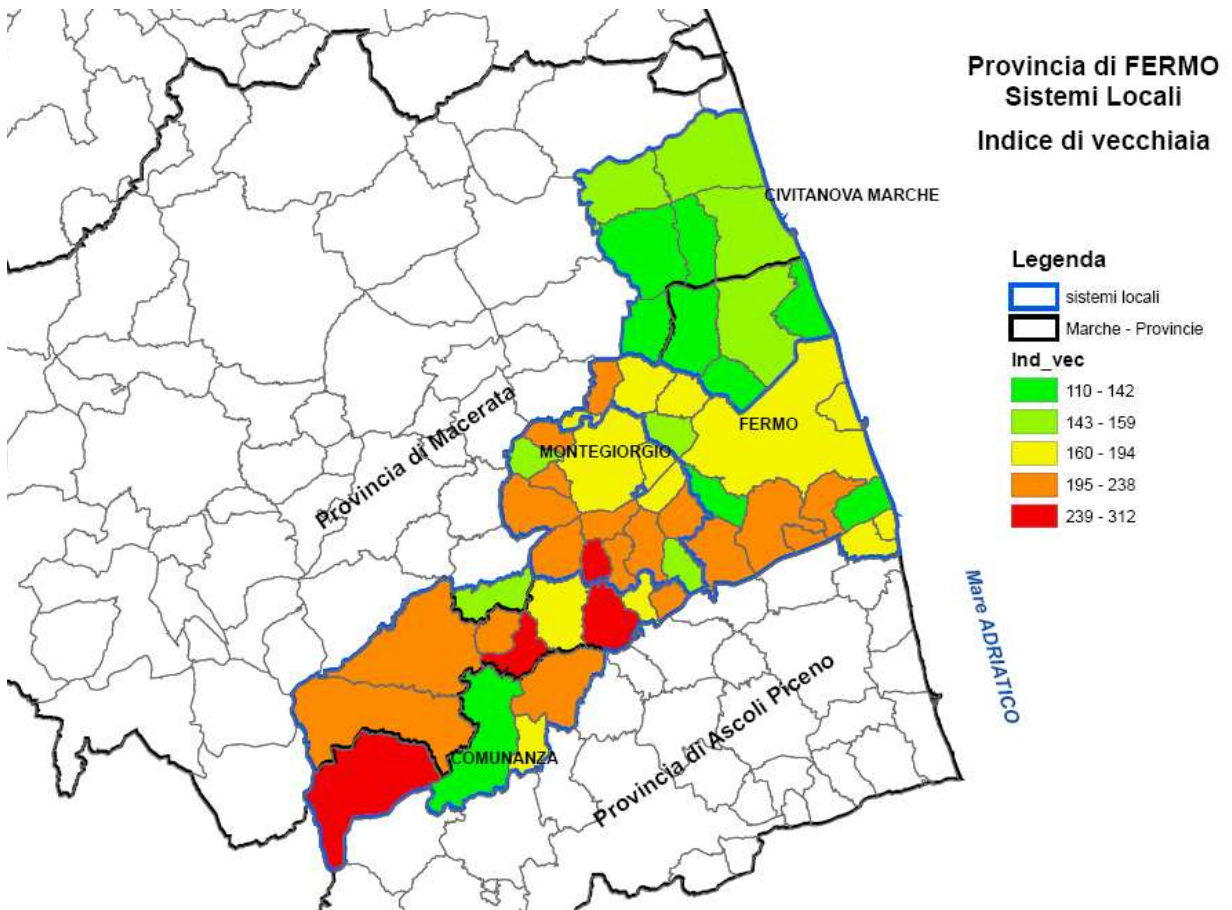 Provincia di FERMO
Sistemi Locali
Indice di vecchiaia
CIVITANOVA MARCHE
Legenda
sistemi locali
Marche - Provincie
Ind_vec
110 - 142
143 - 159
160 - 194
195 - 238
239 - 312
Provincia di Macerata
FERMO
MONTEGIORGIO
Mare ADRIATICO
Provincia di Ascoli Piceno
COMUNANZA